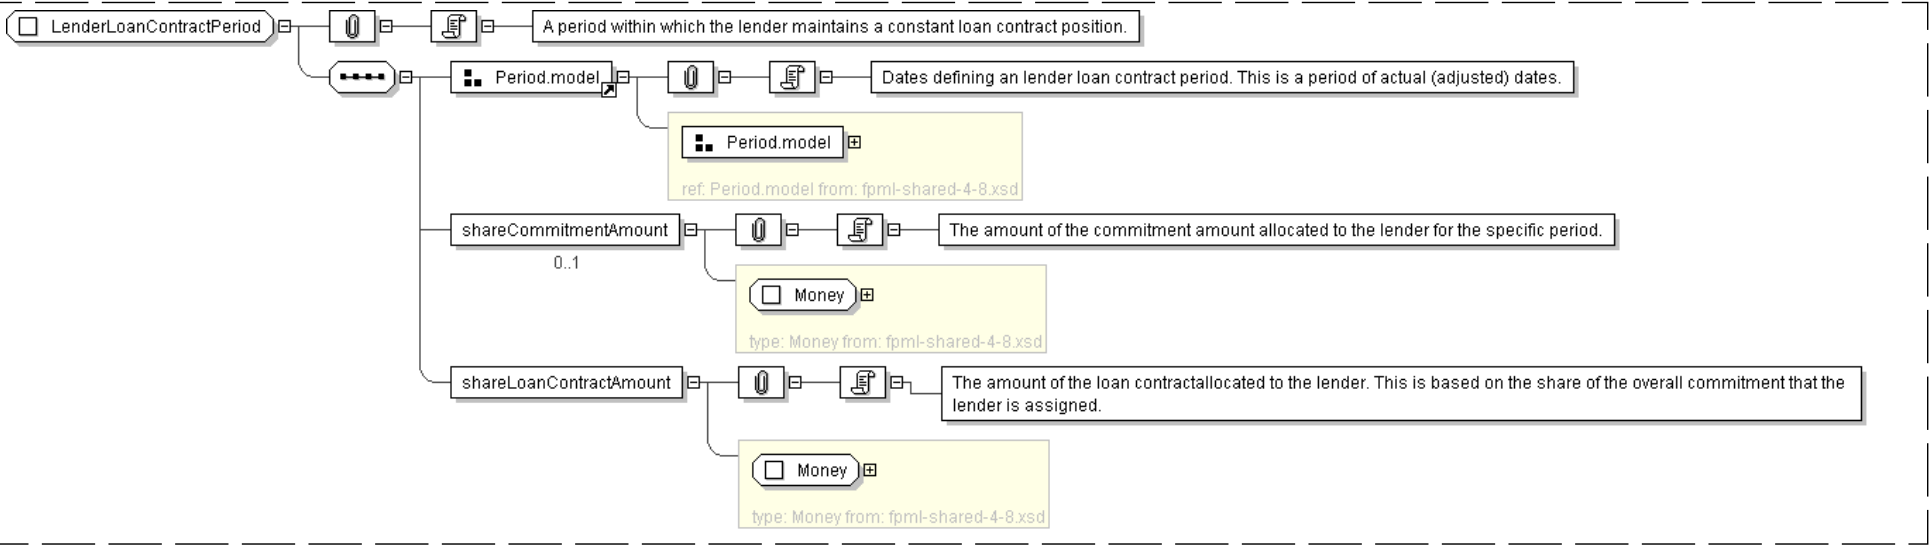 LenderLoanContractPeriod
A period within which the lender maintains a constant loan contract position.
Period.model
Dates defining an lender loan contract period. This is a period of actual (adjusted) dates.
Period.model
ref: Period.model from: fpml-shared-4-8.xsd
shareCommitmentAmount
The amount of the commitment amount allocated to the lender for the specific period.
0..1
Money
type: Money from: fpml-shared-4-8.xsd
shareLoanContractAmount
The amount of the loan contractallocated to the lender. This is based on the share of the overall commitment that the
lender is assigned.
Money
type: Money from: fpml-shared-4-8.xsd